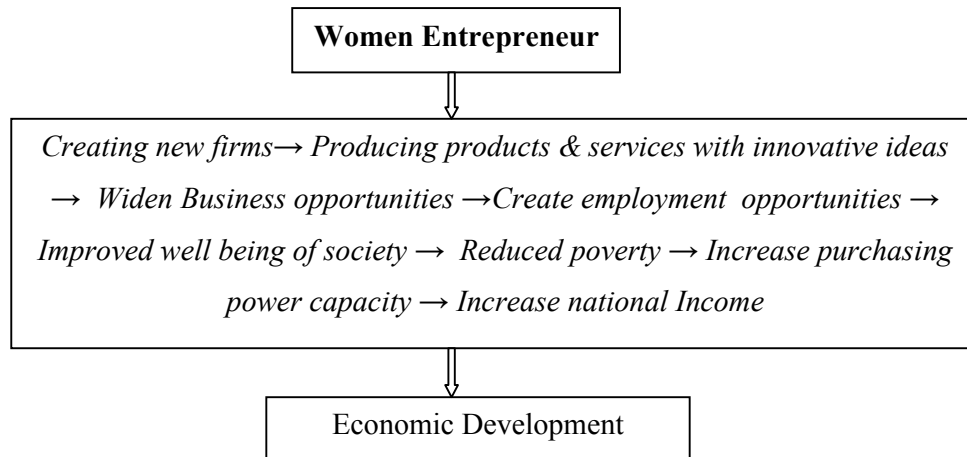 Women Entrepreneur
Creating new firms→ Producing products & services with innovative ideas
→ Widen Business opportunities →Create employment opportunities →
Improved well being of society → Reduced poverty → Increase purchasing
power capacity → Increase national Income
Economic Development